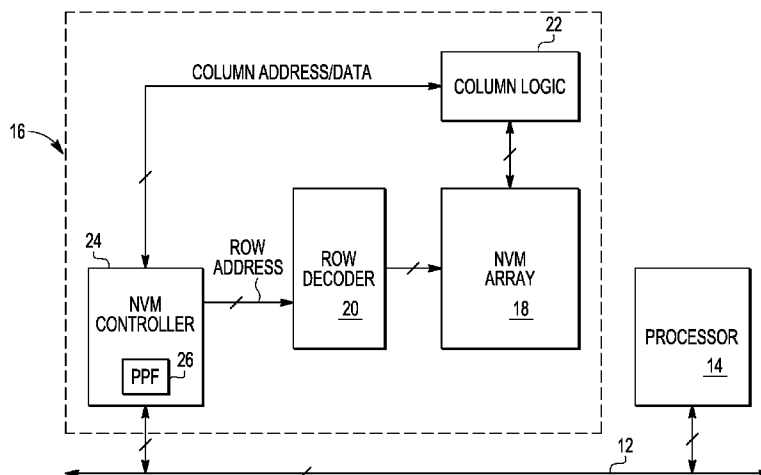 22
COLUMN ADDRESS/DATA
COLUMN LOGIC
16
24
ROW
ADDRESS
ROW
DECODER
20
NVM
ARRAY
18
NVM
CONTROLLER
26
PPF
PROCESSOR
14
12